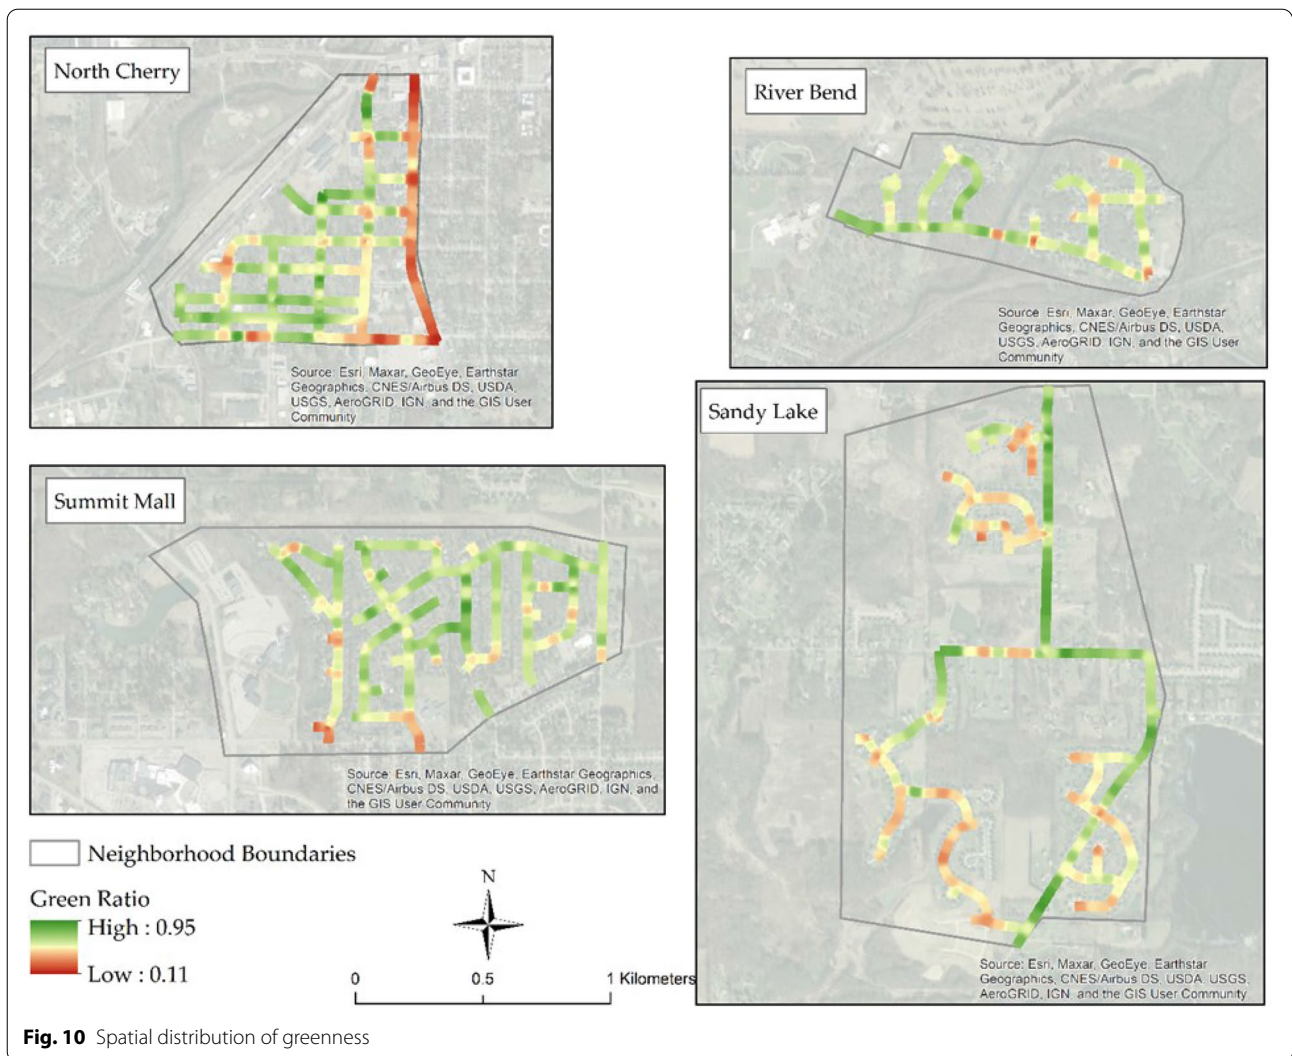 North Cherry
Source: Esri, Maxar, GeoEye, Earthstar
Geographics, CNES/Airbus DS, USDA,
USGS, AeroGRID, IGN, and the GIS User
Community
River Bend
Source: Esri, Maxar, GeoEye, Earthstar
Geographics, CNES/Airbus DS, USDA,
USGS, AeroGRID, IGN, and the GIS User
Community
Summit Mall
Source: Esri, Maxar, GeoEye, Earthstar Geographics,
CNES/Airbus DS, USDA, USGS, AeroGRID, IGN, and
the GIS User Community
Sandy Lake
Source: Esri, Maxar, GeoEye, Earthstar
Geographics, CNES/Airbus DS, USDA, USGS,
AeroGRID, IGN, and the GIS User Community
Neighborhood Boundaries
Green Ratio
High : 0.95
Low : 0.11
N
0 0.5 1 Kilometers
Fig. 10 Spatial distribution of greenness